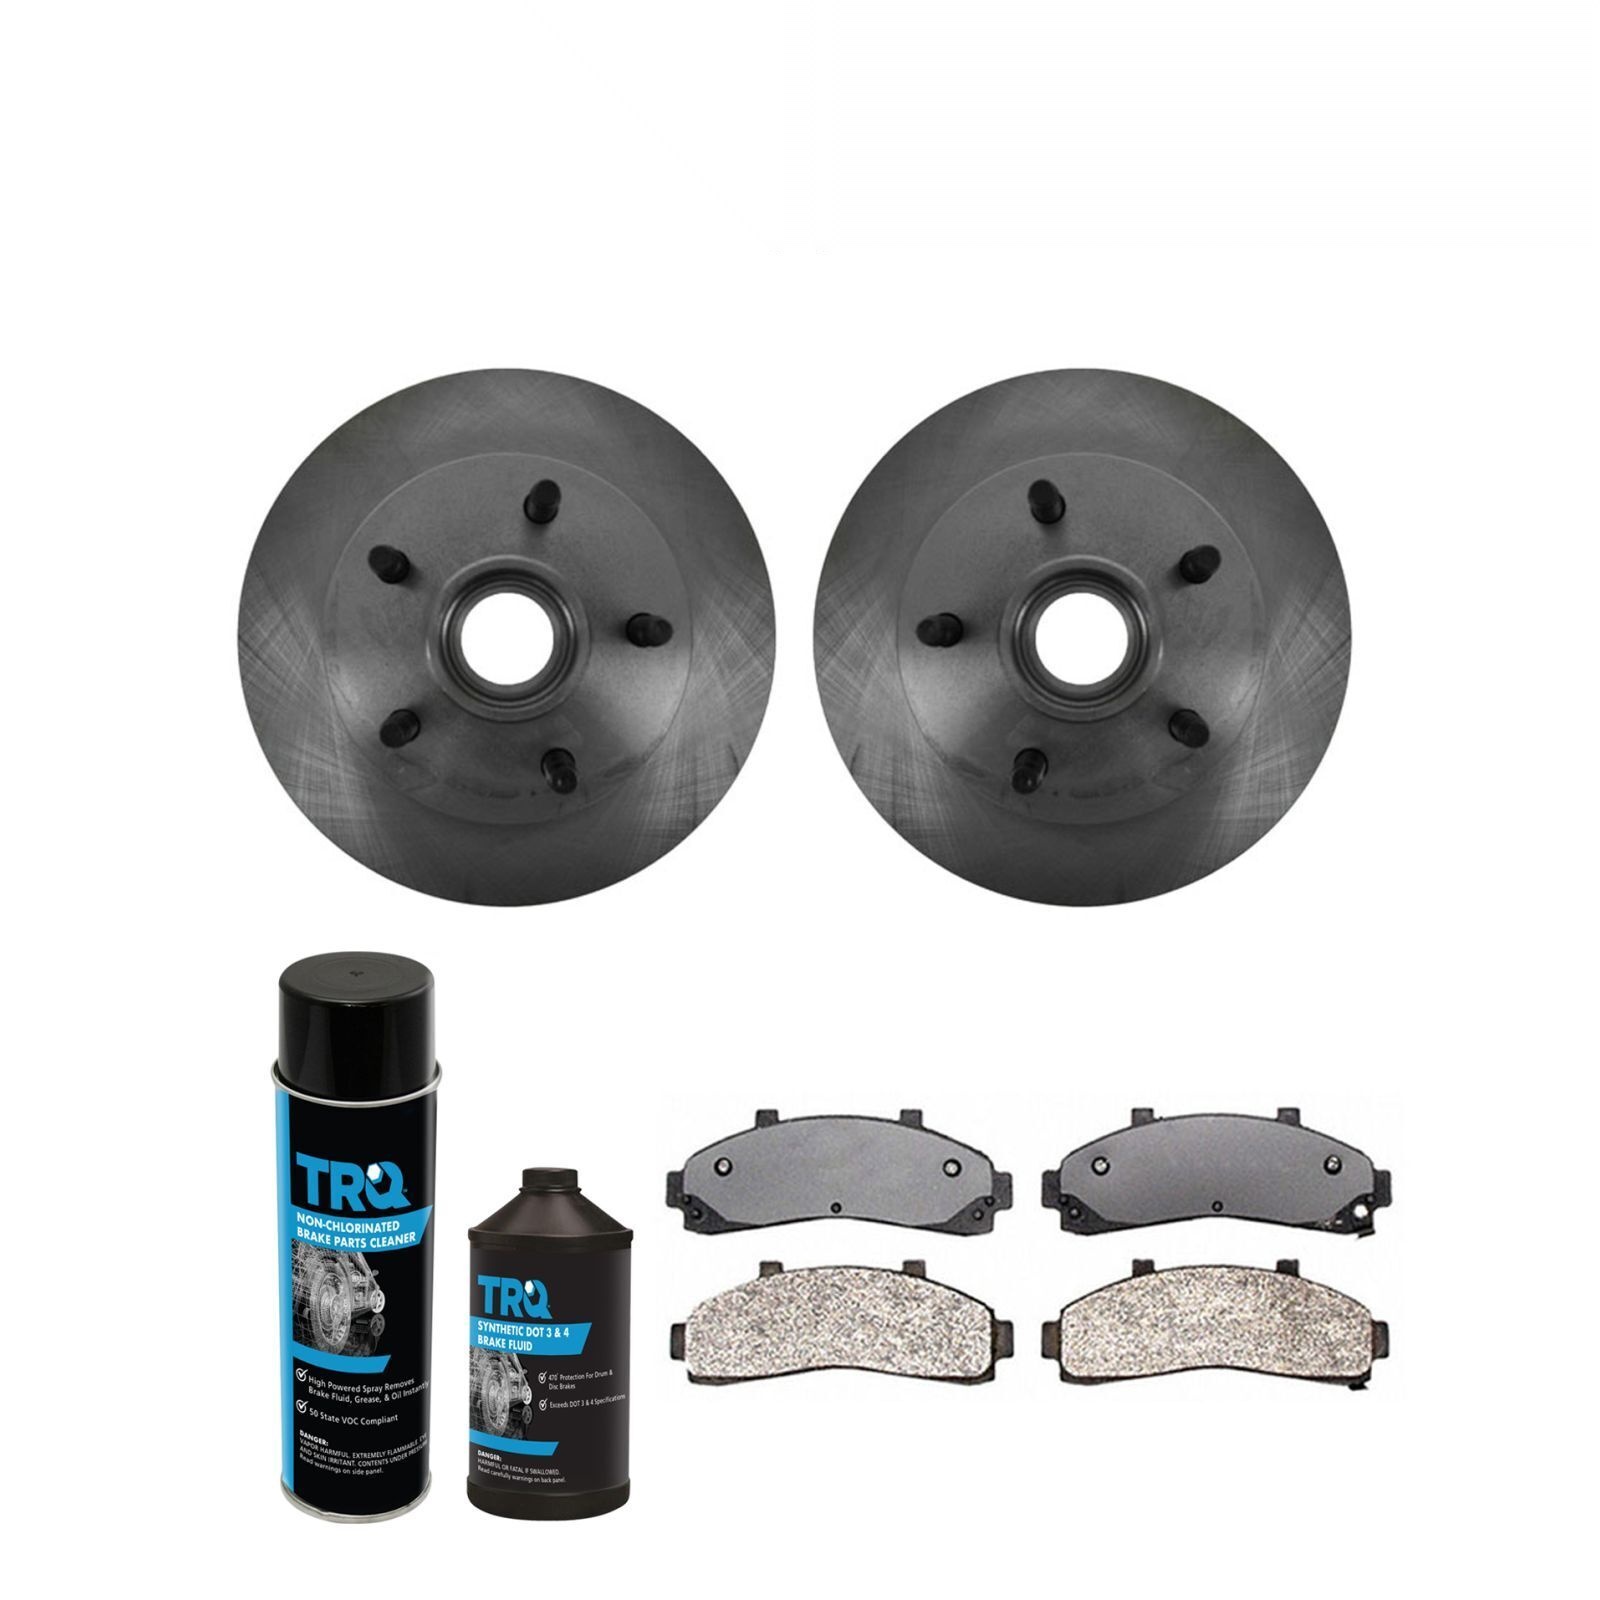 TRQ
NON-CHLORINATED
BRAKE PARTS CLEANER
High Powered Spray Removes
Brake Fluid, Grease, & Oil Instantly
50 State VOC Compliant
DANGER:
VAPOR HARMFUL. EXTREMELY FLAMMABLE. EYE
AND SKIN IRRITANT. CONTENTS UNDER PRESSURE.
Read warnings on side panel.
TRQ
SYNTHETIC DOT 3 & 4
BRAKE FLUID
470° Protection For Drum &
Disc Brakes
Exceeds DOT 3 & 4 Specifications
DANGER:
HARMFUL OR FATAL IF SWALLOWED.
Read carefully warnings on back panel.